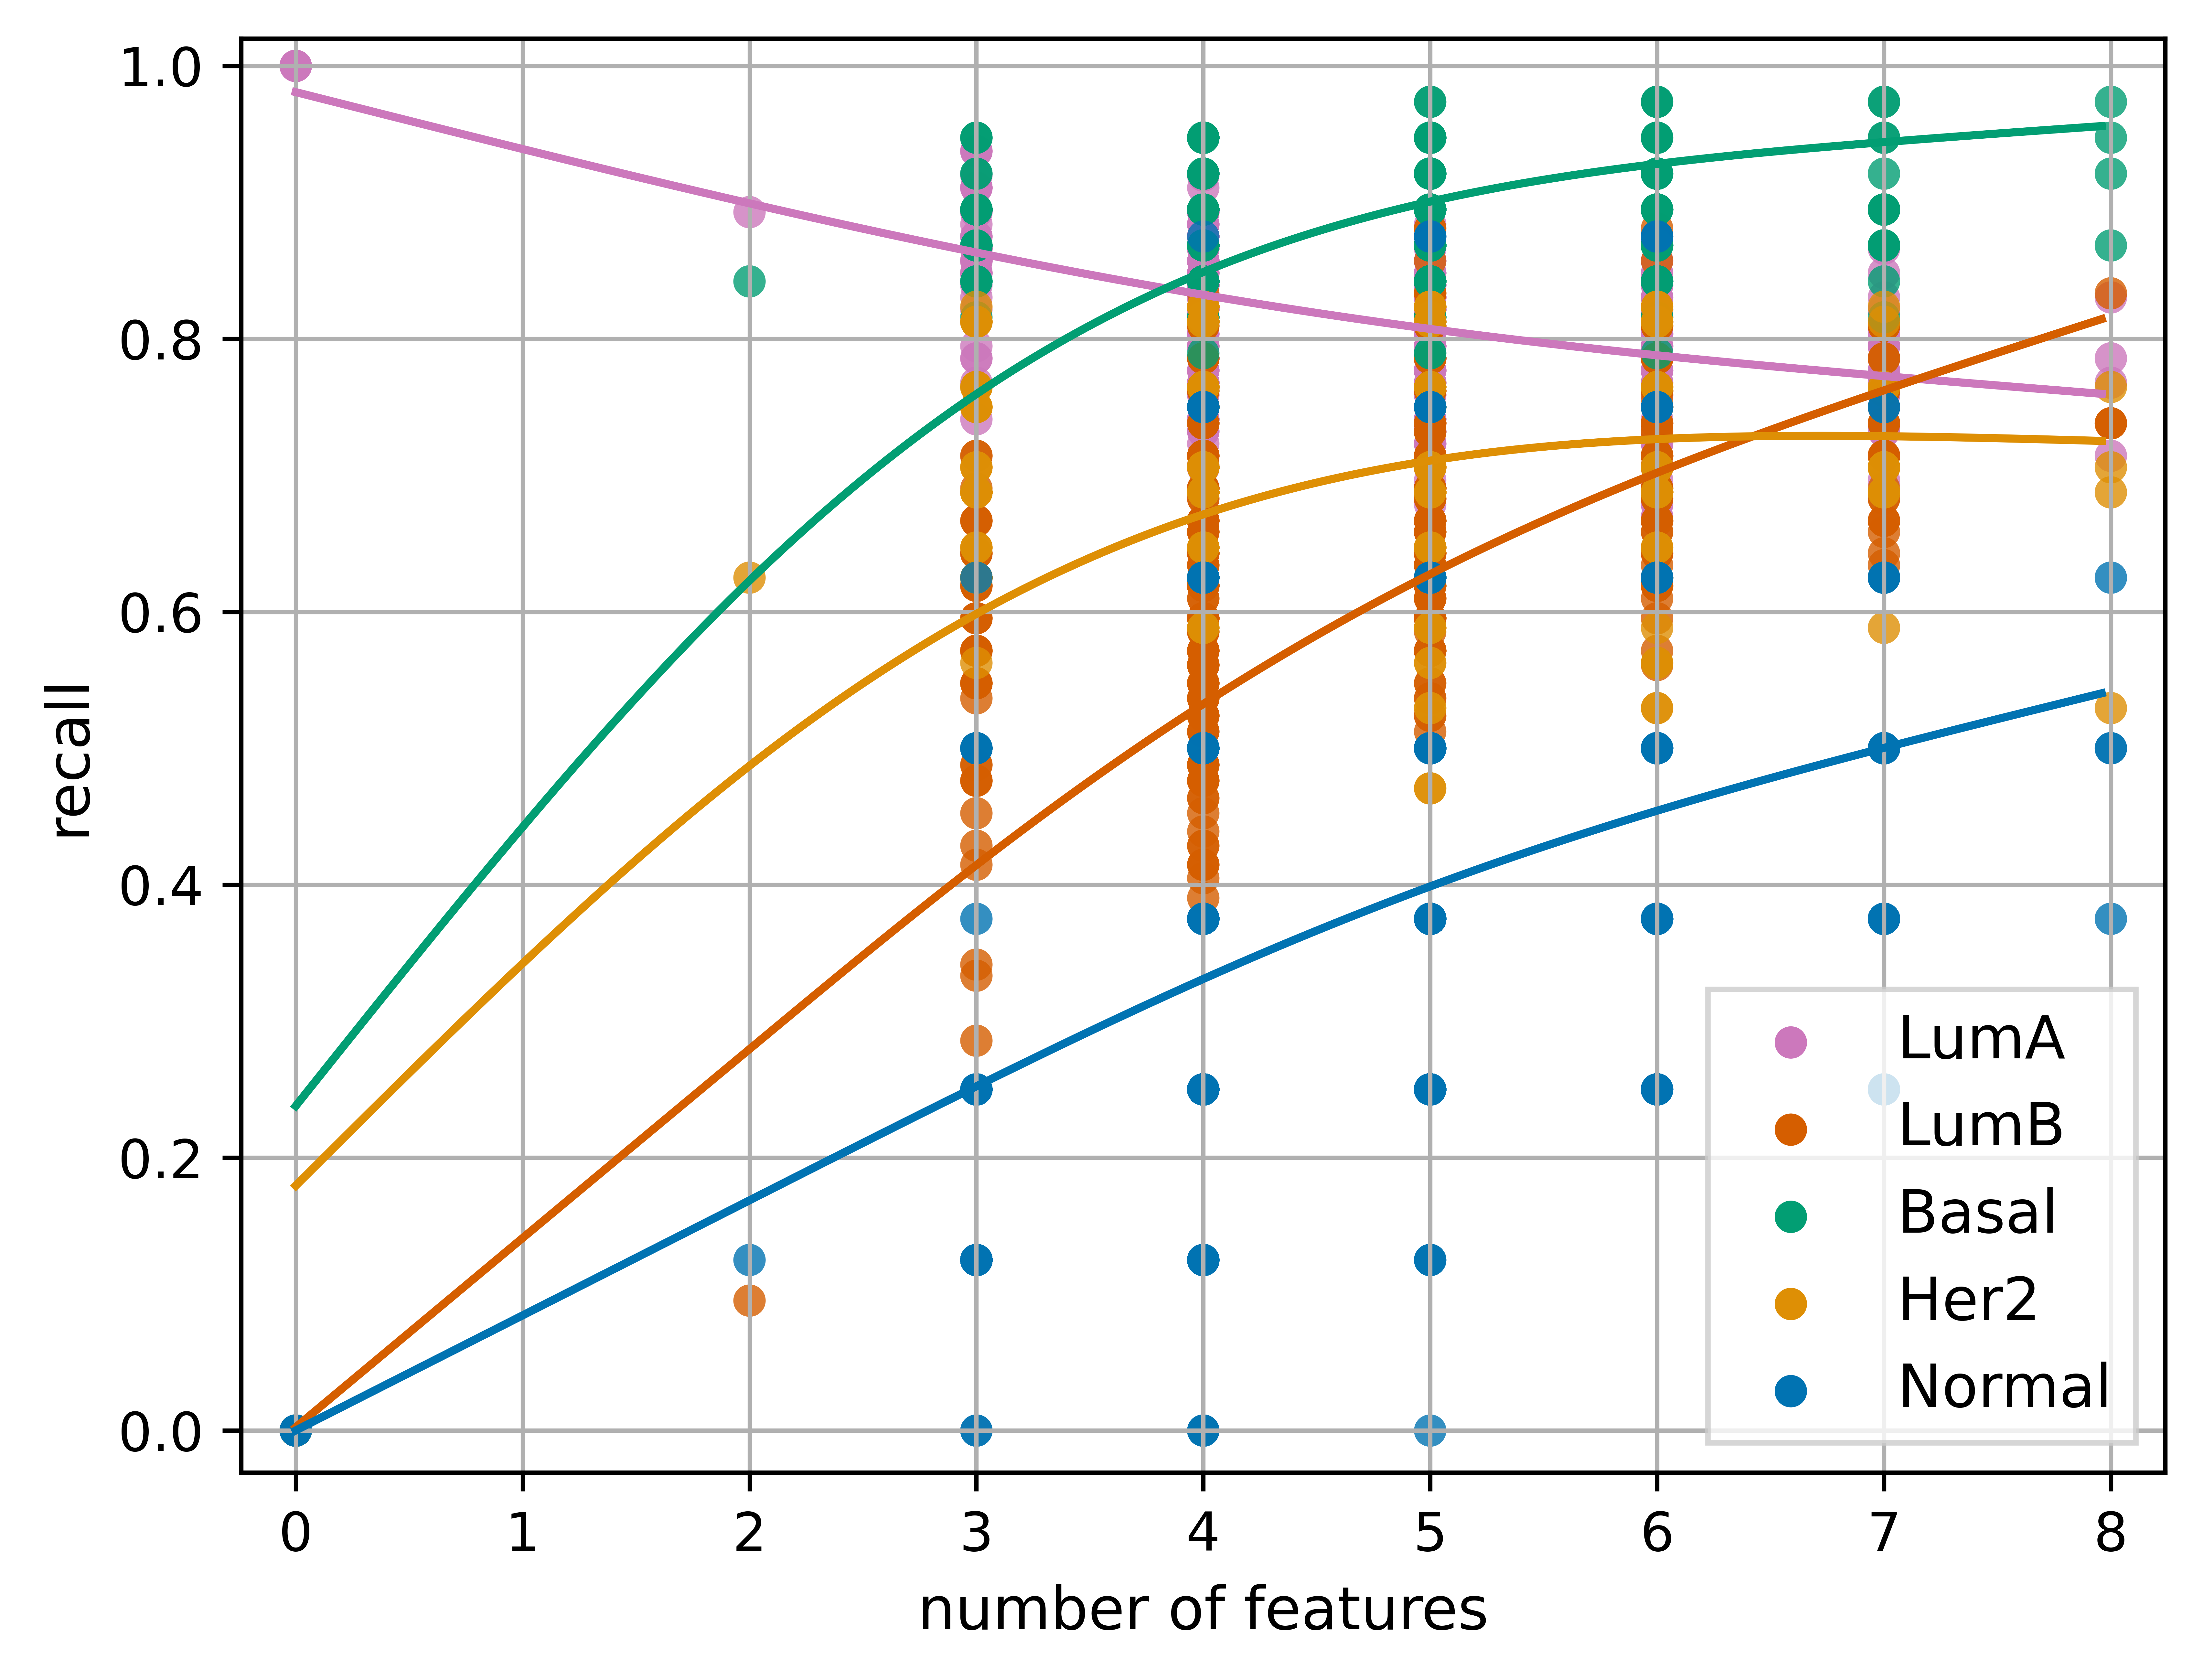 1.0
0.8
0.6
0.4
0.2
0.0
recall
LumA
LumB
Basal
Her2
Normal
0 1 2 3 4 5 6 7 8
number of features